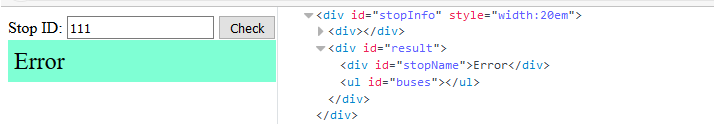 Stop ID: 111 Check
Error
<div id="stopInfo" style="width:20em">
<div></div>
<div id="result">
<div id="stopName">Error</div>
<ul id="buses"></ul>
</div>
</div>